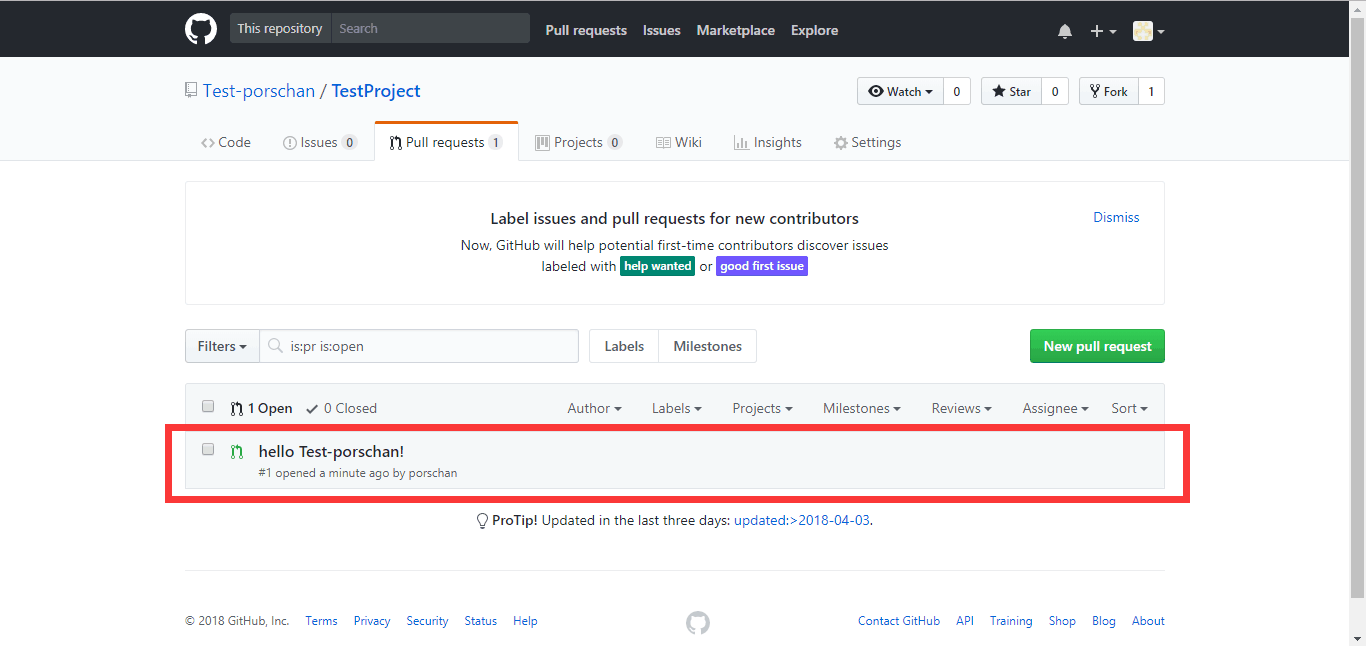 This repository Search Pull requests Issues Marketplace Explore
Test-porschan / TestProject Watch 0 Star 0 Fork 1
Code Issues 0 Pull requests 1 Projects 0 Wiki Insights Settings
Label issues and pull requests for new contributors Dismiss
Now, GitHub will help potential first-time contributors discover issues
labeled with help wanted or good first issue
Filters is:pr is:open Labels Milestones New pull request
1 Open 0 Closed Author Labels Projects Milestones Reviews Assignee Sort
hello Test-porschan!
#1 opened a minute ago by porschan
ProTip! Updated in the last three days: updated:>2018-04-03.
© 2018 GitHub, Inc. Terms Privacy Security Status Help Contact GitHub API Training Shop Blog About